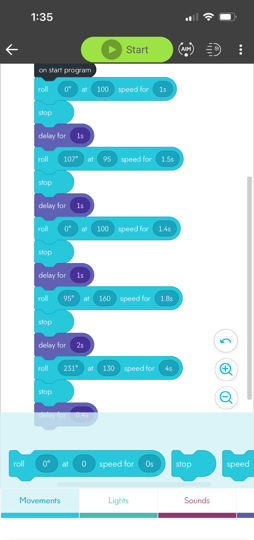 1:35
Start
AIM
on start program
roll 0° at 100 speed for 1s
stop
delay for 1s
roll 107° at 95 speed for 1.5s
stop
delay for 1s
roll 0° at 100 speed for 1.4s
stop
delay for 1s
roll 95° at 160 speed for 1.8s
stop
delay for 2s
roll 231° at 130 speed for 4s
stop
delay for
roll 0° at 0 speed for 0s stop speed
Movements Lights Sounds